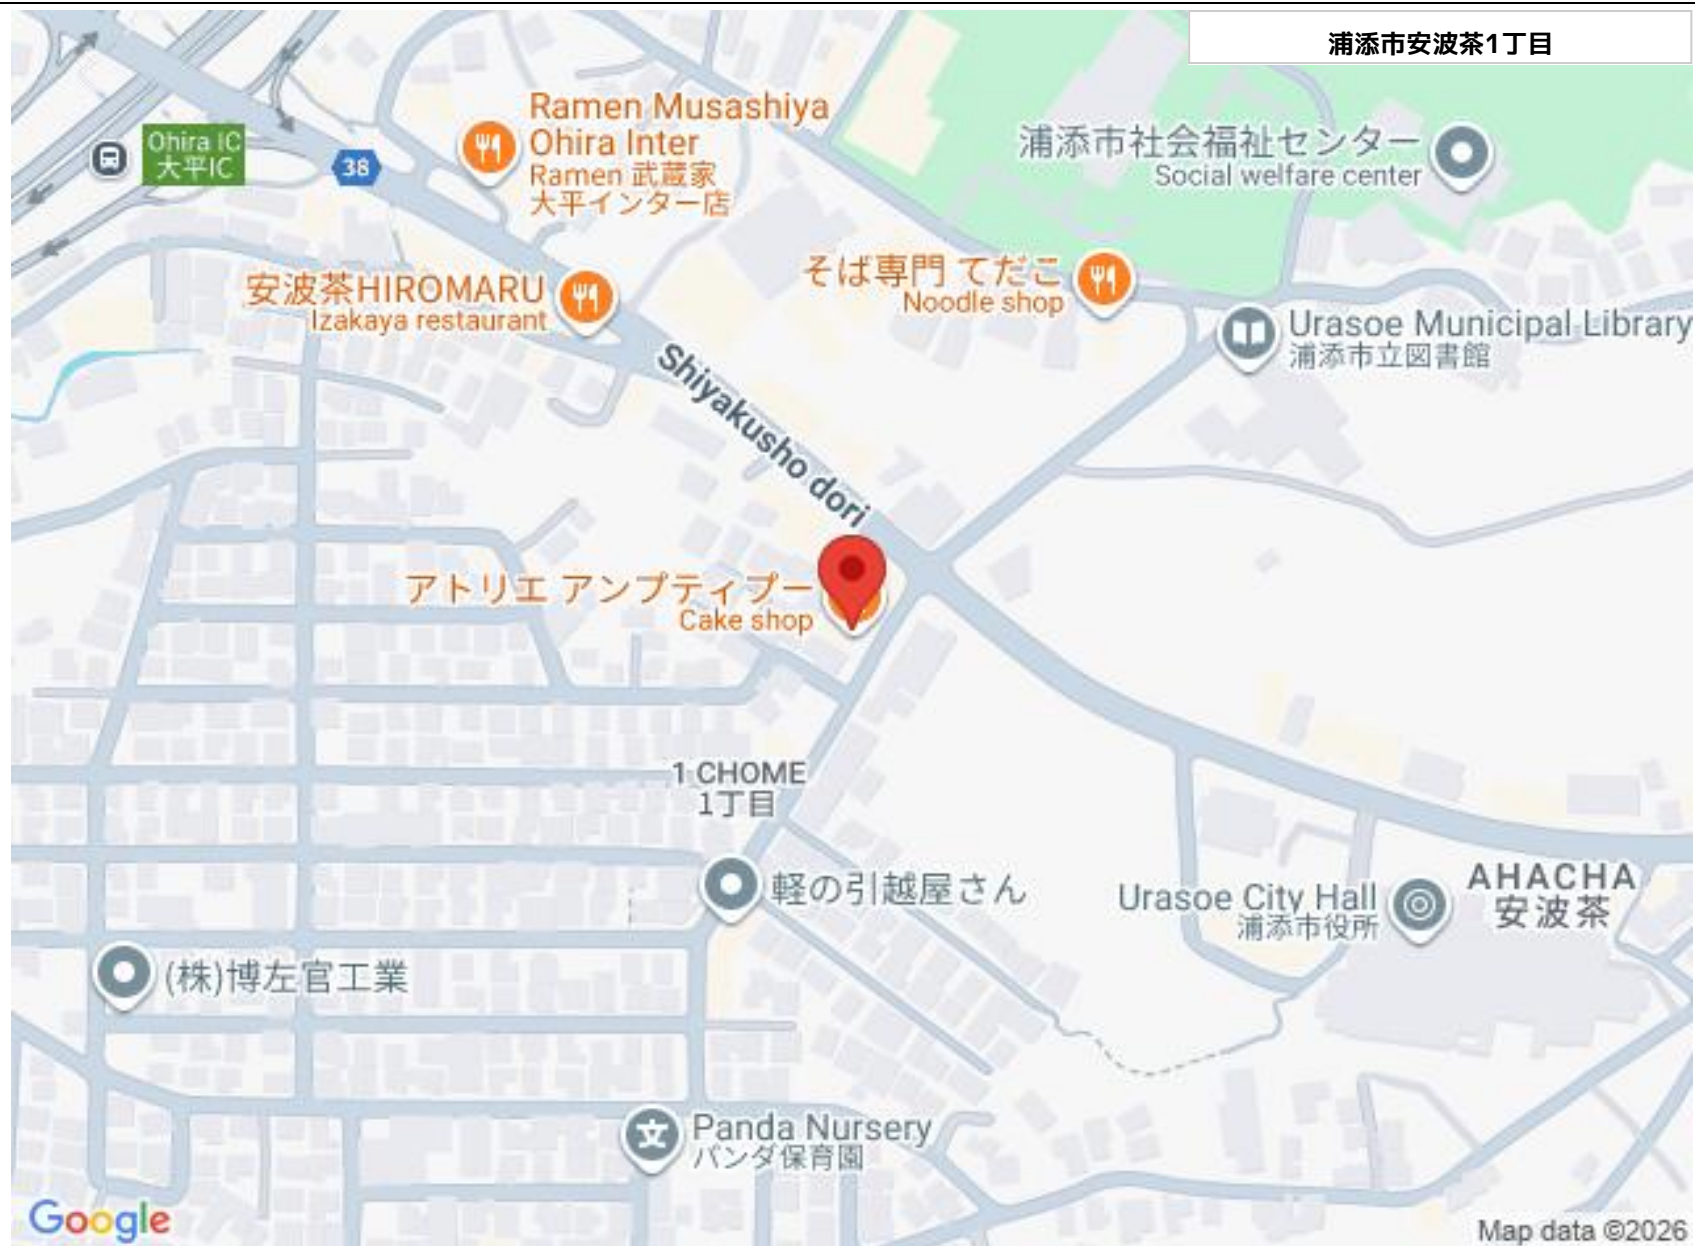 浦添市安波茶1丁目
Ramen Musashiya
Ohira Inter
Ramen 武蔵家
大平インター店
Ohira IC
大平IC
38
浦添市社会福祉センター
Social welfare center
安波茶HIROMARU
Izakaya restaurant
そば専門 てだこ
Noodle shop
Urasoe Municipal Library
浦添市立図書館
Shiyakusho dori
アトリエ アンプティプー
Cake shop
1 CHOME
1丁目
軽の引越屋さん
Urasoe City Hall
浦添市役所
AHACHA
安波茶
(株)博左官工業
文
Panda Nursery
パンダ保育園
Google
Map data ©2026